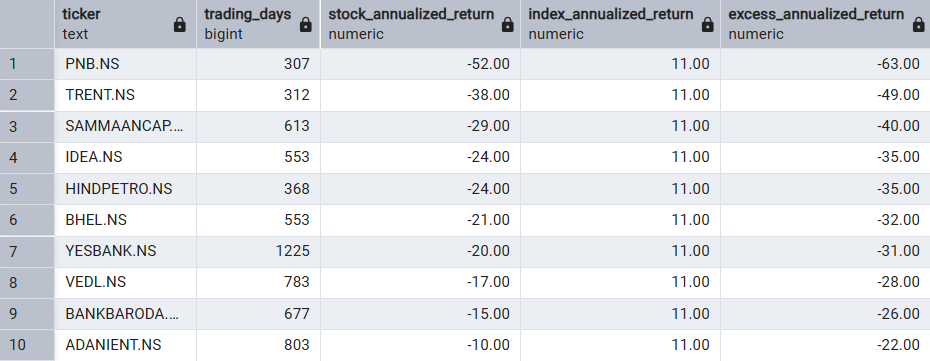 ticker trading_days stock_annualized_return index_annualized_return excess_annualized_return
text bigint numeric numeric numeric
1 PNB.NS 307 -52.00 11.00 -63.00
2 TRENT.NS 312 -38.00 11.00 -49.00
3 SAMMAANCAP.… 613 -29.00 11.00 -40.00
4 IDEA.NS 553 -24.00 11.00 -35.00
5 HINDPETRO.NS 368 -24.00 11.00 -35.00
6 BHEL.NS 553 -21.00 11.00 -32.00
7 YESBANK.NS 1225 -20.00 11.00 -31.00
8 VEDL.NS 783 -17.00 11.00 -28.00
9 BANKBARODA.… 677 -15.00 11.00 -26.00
10 ADANIENT.NS 803 -10.00 11.00 -22.00